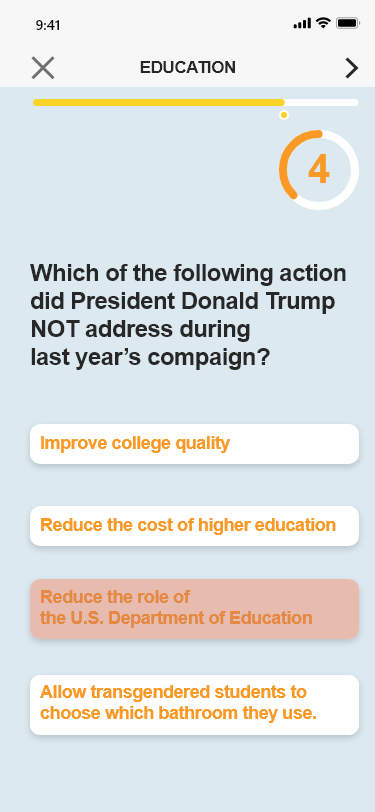 9:41
EDUCATION
4
Which of the following action
did President Donald Trump
NOT address during
last year’s compaign?
Improve college quality
Reduce the cost of higher education
Reduce the role of
the U.S. Department of Education
Allow transgendered students to
choose which bathroom they use.